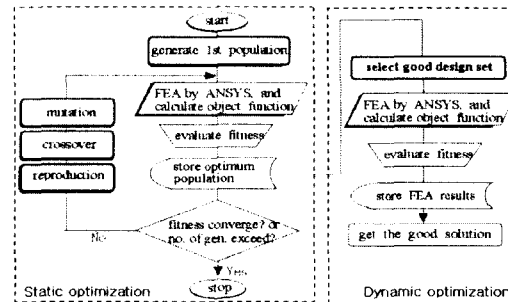 start
generate 1st population
FEA by ANSYS, and
calculate object function
evaluate fitness
store optimum
population
mutation
crossover
reproduction
fitness converge? or
no. of gen. exceed?
No
Yes
stop
Static optimization
select good design set
FEA by ANSYS, and
calculate object function
evaluate fitness
store FEA results
get the good solution
Dynamic optimization